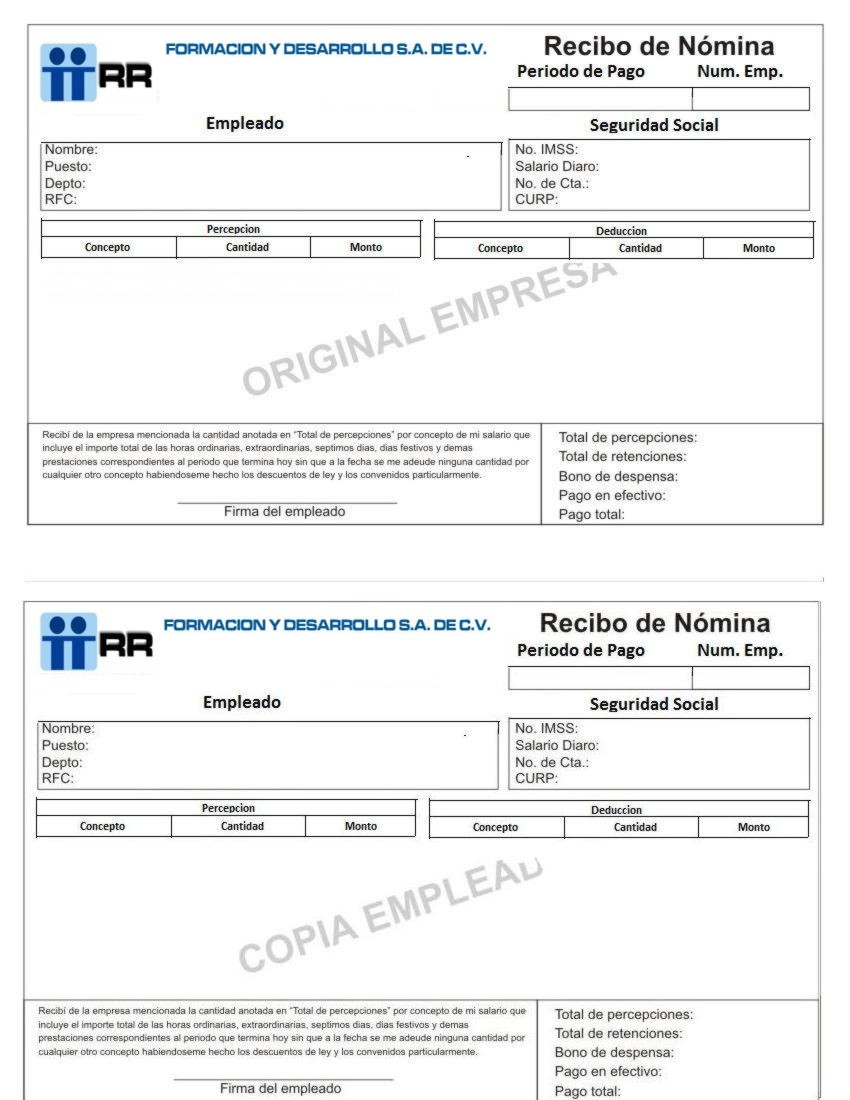 RR
FORMACION Y DESARROLLO S.A. DE C.V.
Recibo de Nómina
Periodo de Pago Num. Emp.
Empleado
Seguridad Social
Nombre:
Puesto:
Depto:
RFC:
No. IMSS:
Salario Diaro:
No. de Cta.:
CURP:
Percepcion
Concepto Cantidad Monto
Deduccion
Concepto Cantidad Monto
ORIGINAL EMPRESA
Recibí de la empresa mencionada la cantidad anotada en “Total de percepciones” por concepto de mi salario que
incluye el importe total de las horas ordinarias, extraordinarias, septimos dias, dias festivos y demas
prestaciones correspondientes al periodo que termina hoy sin que a la fecha se me adeude ninguna cantidad por
cualquier otro concepto habiendoseme hecho los descuentos de ley y los convenidos particularmente.
Firma del empleado
Total de percepciones:
Total de retenciones:
Bono de despensa:
Pago en efectivo:
Pago total:
RR
FORMACION Y DESARROLLO S.A. DE C.V.
Recibo de Nómina
Periodo de Pago Num. Emp.
Empleado
Seguridad Social
Nombre:
Puesto:
Depto:
RFC:
No. IMSS:
Salario Diaro:
No. de Cta.:
CURP:
Percepcion
Concepto Cantidad Monto
Deduccion
Concepto Cantidad Monto
COPIA EMPLEAD
Recibí de la empresa mencionada la cantidad anotada en “Total de percepciones” por concepto de mi salario que
incluye el importe total de las horas ordinarias, extraordinarias, septimos dias, dias festivos y demas
prestaciones correspondientes al periodo que termina hoy sin que a la fecha se me adeude ninguna cantidad por
cualquier otro concepto habiendoseme hecho los descuentos de ley y los convenidos particularmente.
Firma del empleado
Total de percepciones:
Total de retenciones:
Bono de despensa:
Pago en efectivo:
Pago total: